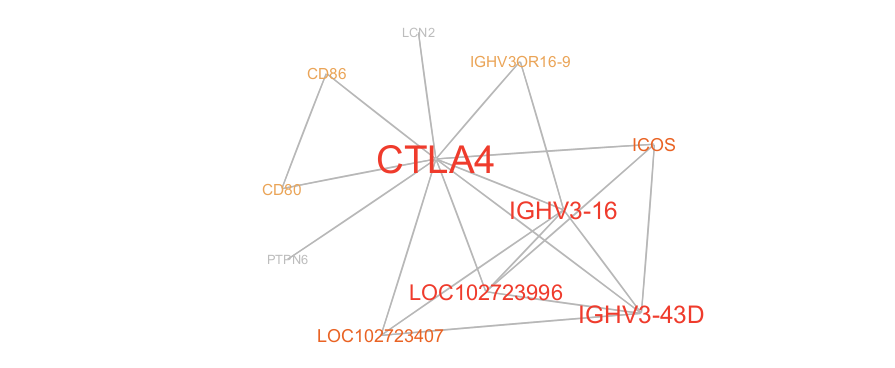 LCN2
IGHV3OR16-9
CD86
ICOS
CTLA4
CD80
IGHV3-16
PTPN6
LOC102723996
IGHV3-43D
LOC102723407